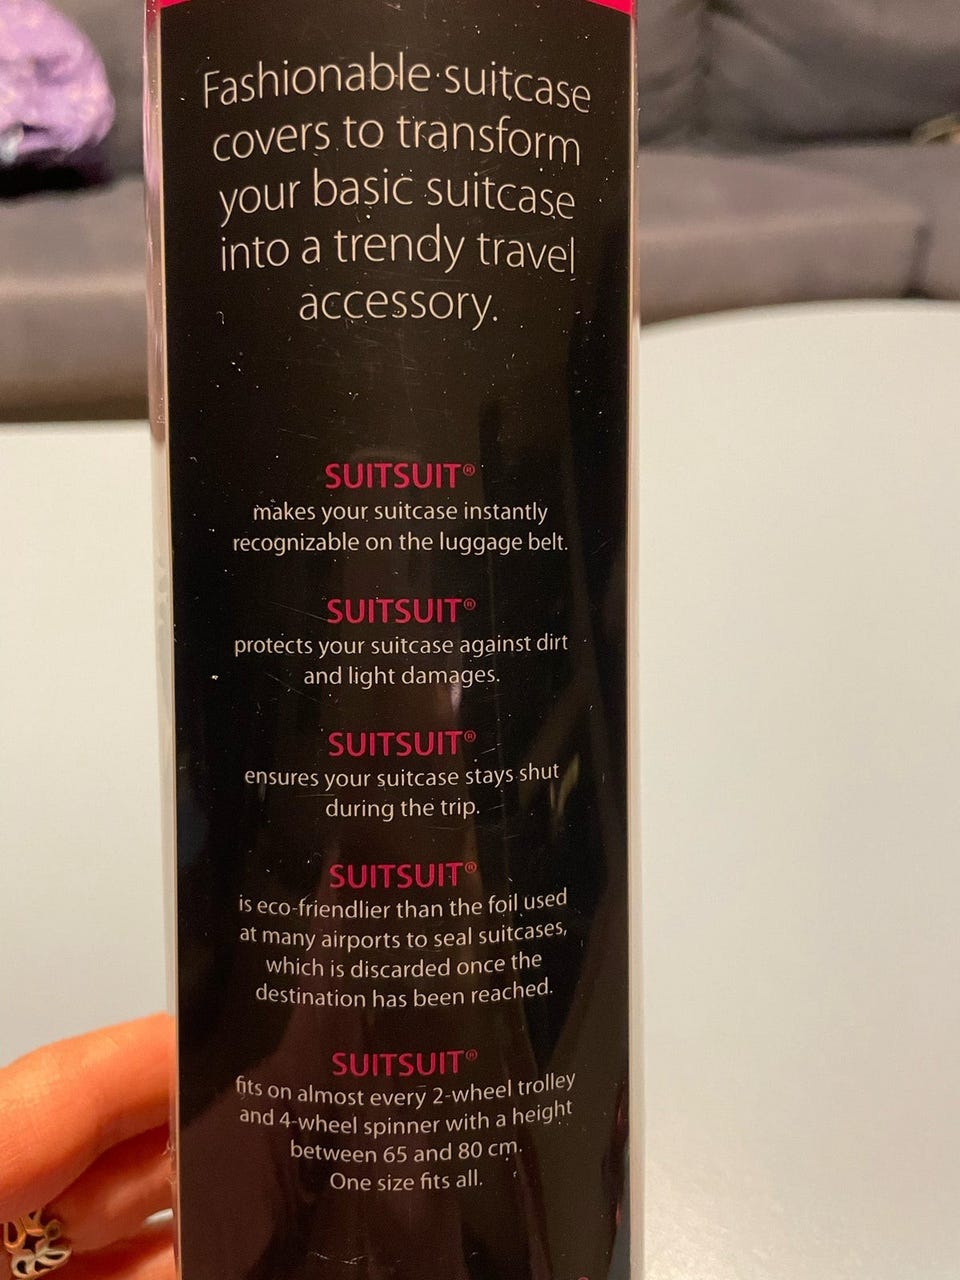 Fashionable suitcase
covers to transform
your basic suitcase
into a trendy travel
accessory.
SUITSUIT®
makes your suitcase instantly
recognizable on the luggage belt.
SUITSUIT®
protects your suitcase against dirt
and light damages.
SUITSUIT®
ensures your suitcase stays shut
during the trip.
SUITSUIT®
is eco-friendlier than the foil used
at many airports to seal suitcases,
which is discarded once the
destination has been reached.
SUITSUIT®
fits on almost every 2-wheel trolley
and 4-wheel spinner with a height
between 65 and 80 cm.
One size fits all.